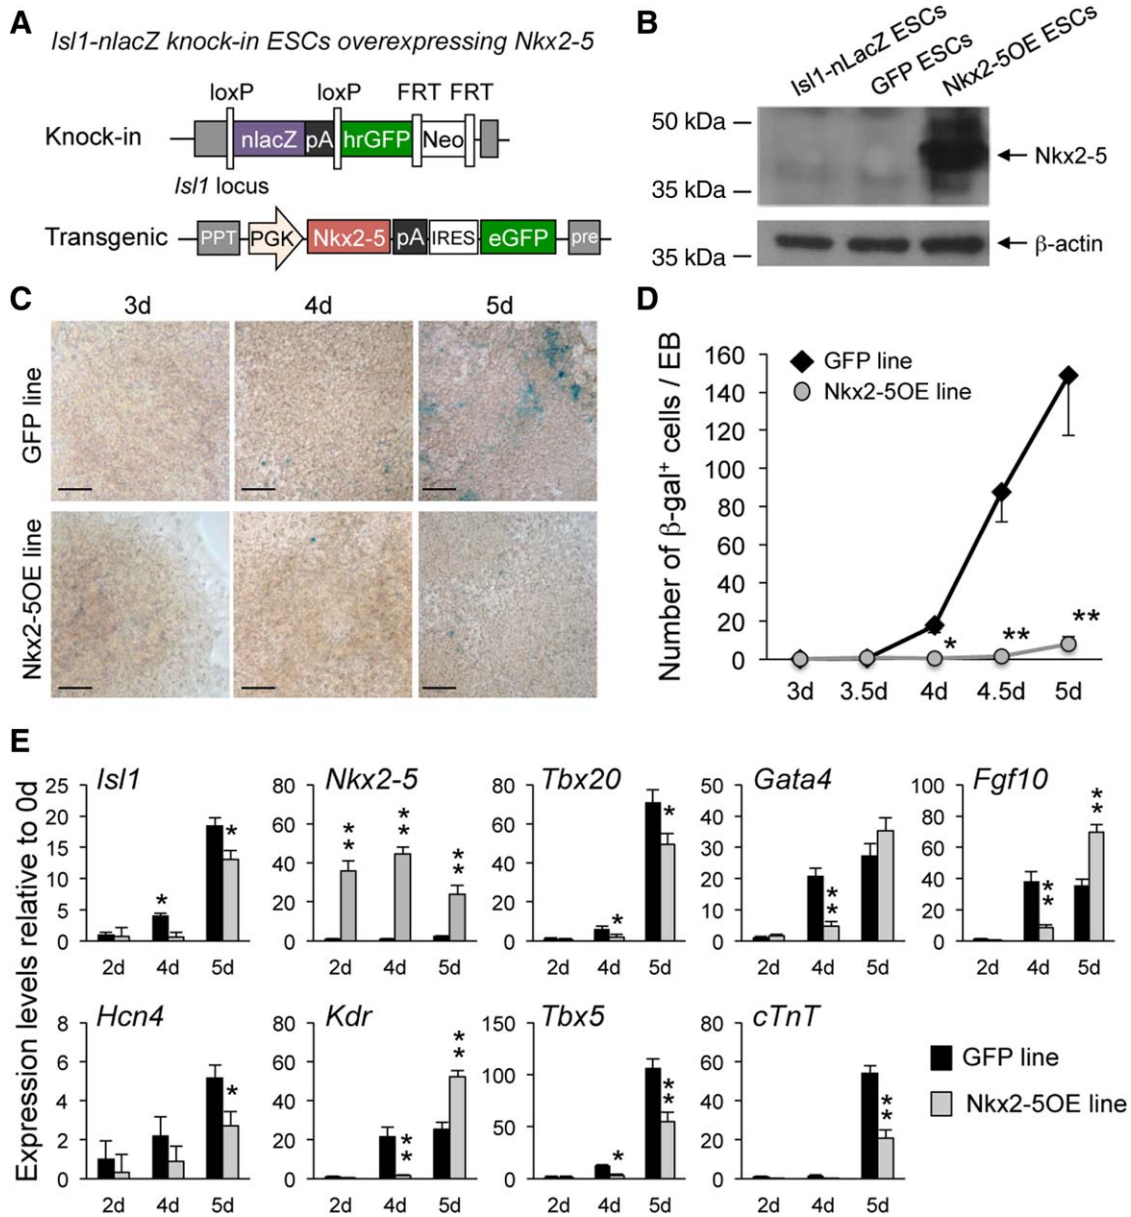 A
Isl1-nlacZ knock-in ESCs overexpressing Nkx2-5
loxP loxP FRT FRT
Knock-in nlacZ pA hrGFP Neo
Isl1 locus
Transgenic PPT PGK Nkx2-5 pA IRES eGFP pre
B
Isl1-nLacZ ESCs
GFP ESCs
Nkx2-5OE ESCs
50 kDa
Nkx2-5
35 kDa
β-actin
35 kDa
C
3d 4d 5d
GFP line
Nkx2-5OE line
D
Number of β-gal+ cells / EB
160
140
120
100
80
60
40
20
0
GFP line
Nkx2-5OE line
*
**
**
3d 3.5d 4d 4.5d 5d
E
Expression levels relative to 0d
Isl1
25
20
15
10
5
0
*
*
2d 4d 5d
Nkx2-5
80
60
40
20
0
**
**
**
2d 4d 5d
Tbx20
80
60
40
20
0
*
*
2d 4d 5d
Gata4
50
40
30
20
10
0
**
2d 4d 5d
Fgf10
100
80
60
40
20
0
**
**
2d 4d 5d
Hcn4
8
6
4
2
0
*
2d 4d 5d
Kdr
80
60
40
20
0
**
**
2d 4d 5d
Tbx5
150
100
50
0
*
**
2d 4d 5d
cTnT
80
60
40
20
0
**
2d 4d 5d
GFP line
Nkx2-5OE line